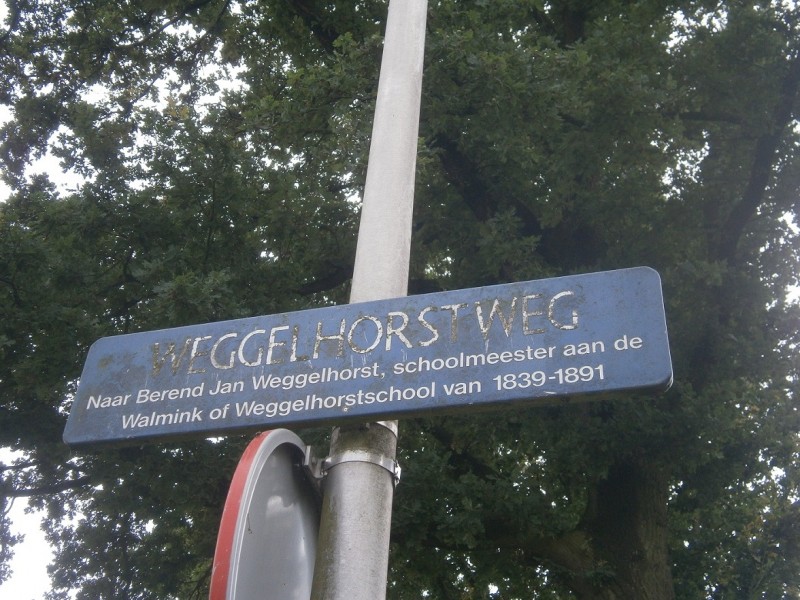 WEGGELHORSTWEG
Naar Berend Jan Weggelhorst, schoolmeester aan de
Walmink of Weggelhorstschool van 1839-1891